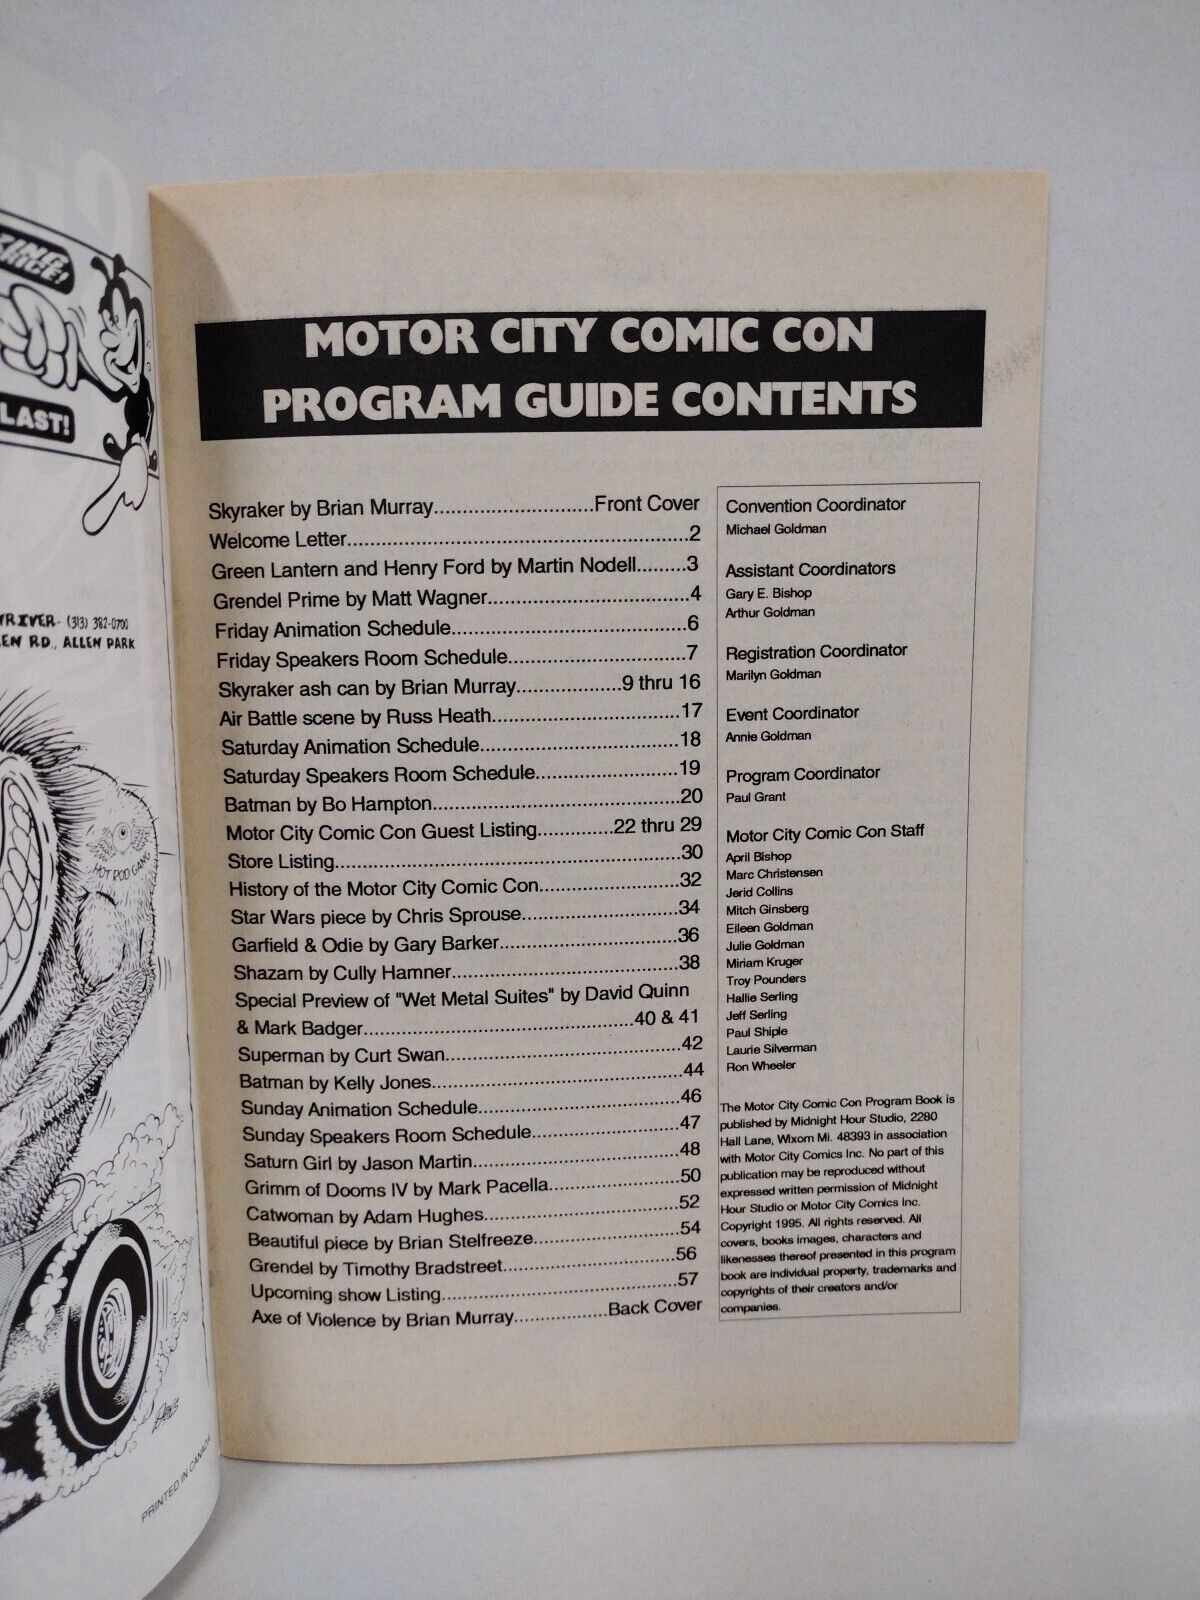 LAST!
(313) 382-0700
RD., ALLEN PARK
HOT ROD GANG
PRINTED IN CANADA
MOTOR CITY COMIC CON
PROGRAM GUIDE CONTENTS
Skyraker by Brian Murray............................Front Cover
Welcome Letter............................................................2
Green Lantern and Henry Ford by Martin Nodell.........3
Grendel Prime by Matt Wagner...................................4
Friday Animation Schedule.........................................6
Friday Speakers Room Schedule...............................7
Skyraker ash can by Brian Murray...................9 thru 16
Air Battle scene by Russ Heath.................................17
Saturday Animation Schedule...................................18
Saturday Speakers Room Schedule.........................19
Batman by Bo Hampton...........................................20
Motor City Comic Con Guest Listing.............22 thru 29
Store Listing.............................................................30
History of the Motor City Comic Con........................32
Star Wars piece by Chris Sprouse...........................34
Garfield & Odie by Gary Barker...............................36
Shazam by Cully Hamner........................................38
Special Preview of "Wet Metal Suites" by David Quinn
& Mark Badger...............................................40 & 41
Superman by Curt Swan.........................................42
Batman by Kelly Jones............................................44
Sunday Animation Schedule...................................46
Sunday Speakers Room Schedule.........................47
Saturn Girl by Jason Martin....................................48
Grimm of Dooms IV by Mark Pacella......................50
Catwoman by Adam Hughes..................................52
Beautiful piece by Brian Stelfreeze.........................54
Grendel by Timothy Bradstreet..............................56
Upcoming show Listing.........................................57
Axe of Violence by Brian Murray..................Back Cover
Convention Coordinator
Michael Goldman
Assistant Coordinators
Gary E. Bishop
Arthur Goldman
Registration Coordinator
Marilyn Goldman
Event Coordinator
Annie Goldman
Program Coordinator
Paul Grant
Motor City Comic Con Staff
April Bishop
Marc Christensen
Jerid Collins
Mitch Ginsberg
Eileen Goldman
Julie Goldman
Miriam Kruger
Troy Pounders
Hallie Serling
Jeff Serling
Paul Shiple
Laurie Silverman
Ron Wheeler
The Motor City Comic Con Program Book is
published by Midnight Hour Studio, 2280
Hall Lane, Wixom Mi. 48393 in association
with Motor City Comics Inc. No part of this
publication may be reproduced without
expressed written permission of Midnight
Hour Studio or Motor City Comics Inc.
Copyright 1995. All rights reserved. All
covers, books images, characters and
likenesses thereof presented in this program
book are individual property, trademarks and
copyrights of their creators and/or
companies.